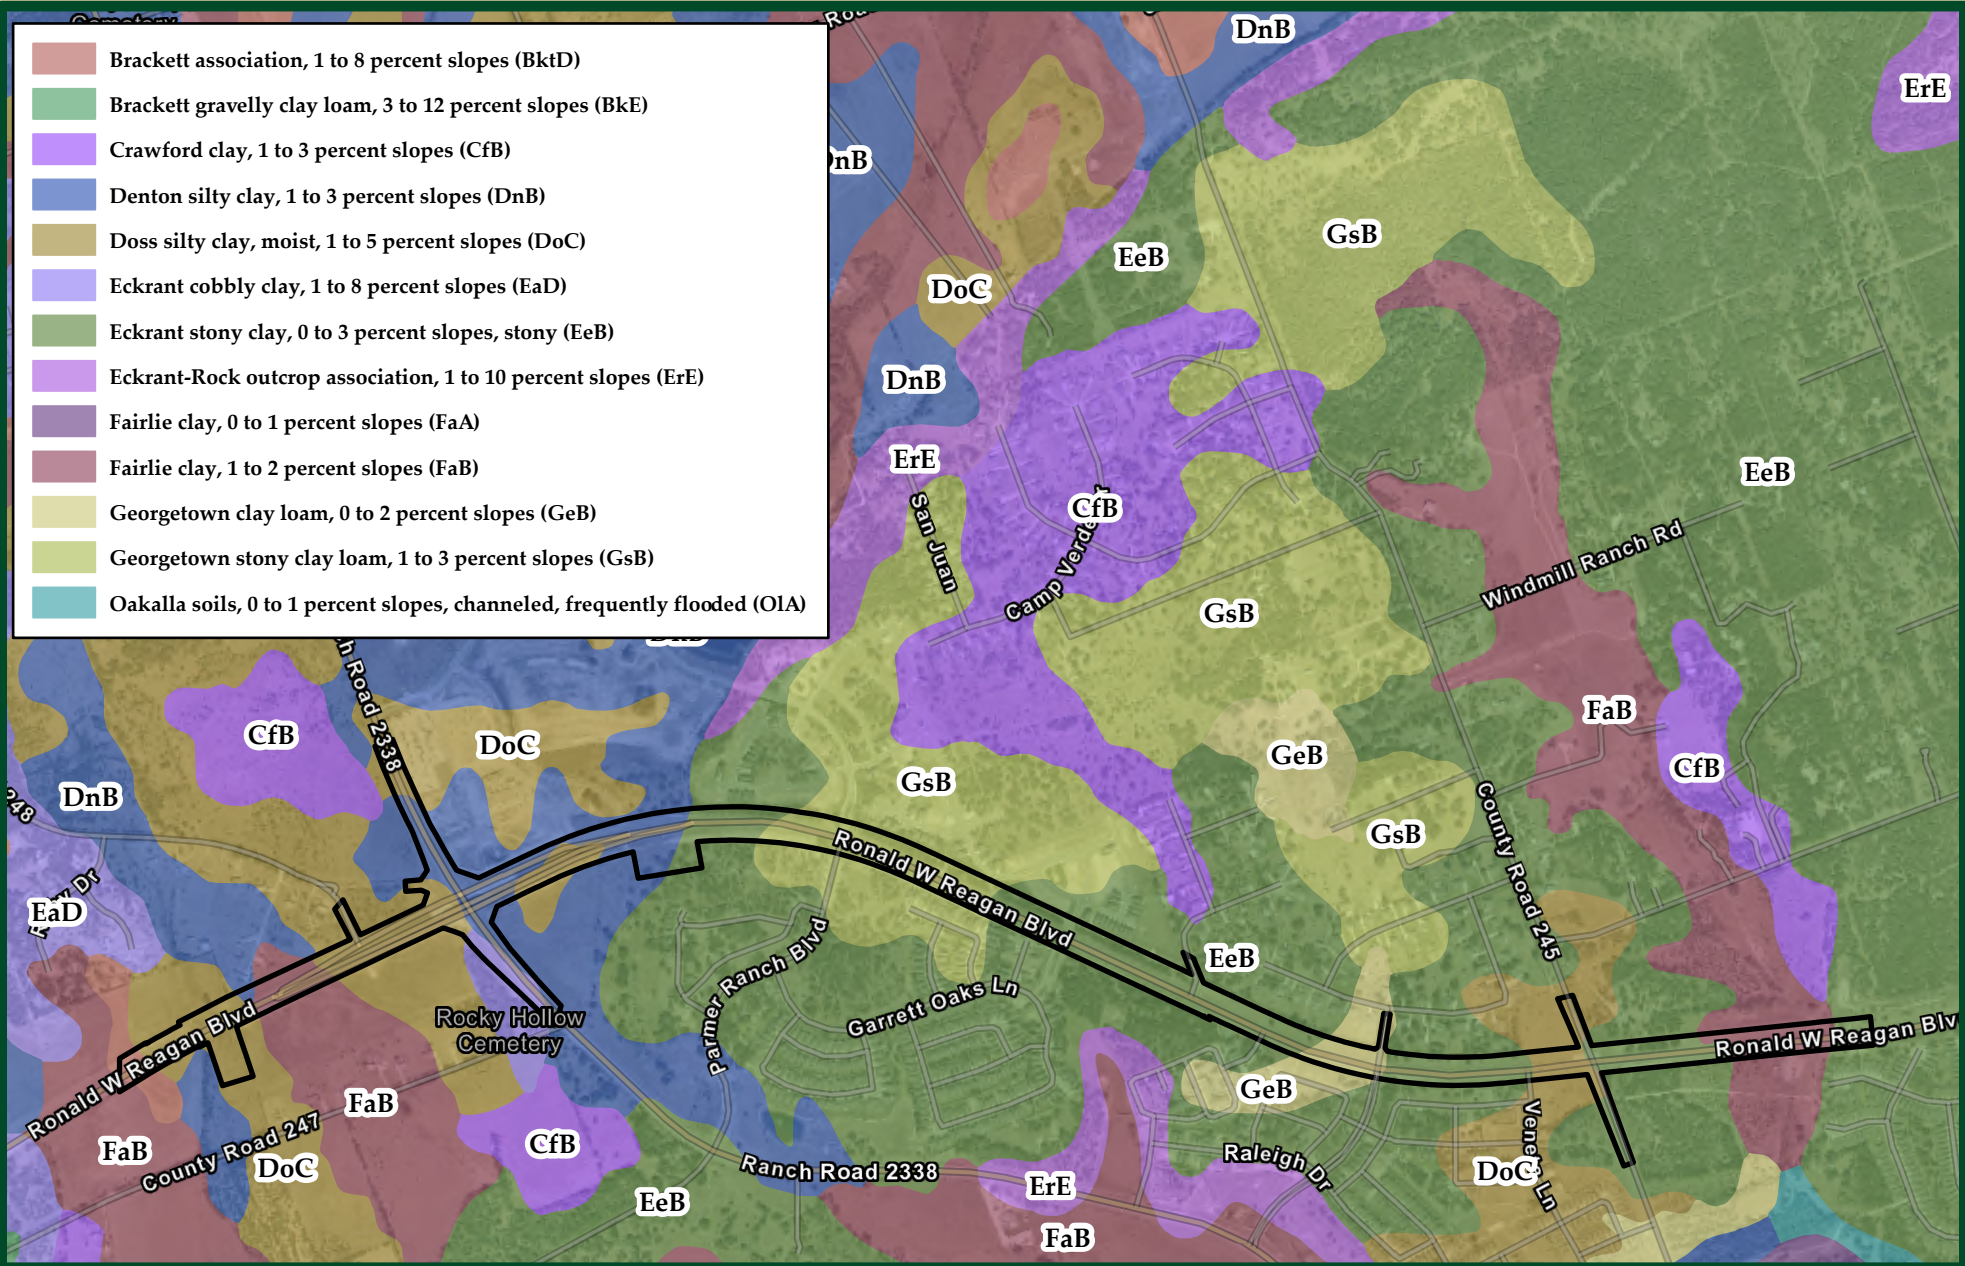 Cemetery
Brackett association, 1 to 8 percent slopes (BktD)
Brackett gravelly clay loam, 3 to 12 percent slopes (BkE)
Crawford clay, 1 to 3 percent slopes (CfB)
Denton silty clay, 1 to 3 percent slopes (DnB)
Doss silty clay, moist, 1 to 5 percent slopes (DoC)
Eckrant cobbly clay, 1 to 8 percent slopes (EaD)
Eckrant stony clay, 0 to 3 percent slopes, stony (EeB)
Eckrant-Rock outcrop association, 1 to 10 percent slopes (ErE)
Fairlie clay, 0 to 1 percent slopes (FaA)
Fairlie clay, 1 to 2 percent slopes (FaB)
Georgetown clay loam, 0 to 2 percent slopes (GeB)
Georgetown stony clay loam, 1 to 3 percent slopes (GsB)
Oakalla soils, 0 to 1 percent slopes, channeled, frequently flooded (OlA)
DnB
ErE
DnB
GsB
EeB
DoC
DnB
ErE
EeB
CfB
San Juan
Camp Verde
Windmill Ranch Rd
GsB
DnB
Road 2338
FaB
CfB
DoC
GeB
CfB
GsB
DnB
248
GsB
County Road 245
Ronald W Reagan Blvd
EaD
EeB
Parmer Ranch Blvd
Garrett Oaks Ln
Rocky Hollow
Cemetery
Ronald W Reagan Blvd
Ronald W Reagan Blv
GeB
FaB
FaB
County Road 247
CfB
DoC
Ranch Road 2338
Raleigh Dr
DoC
Ln
ErE
EeB
FaB